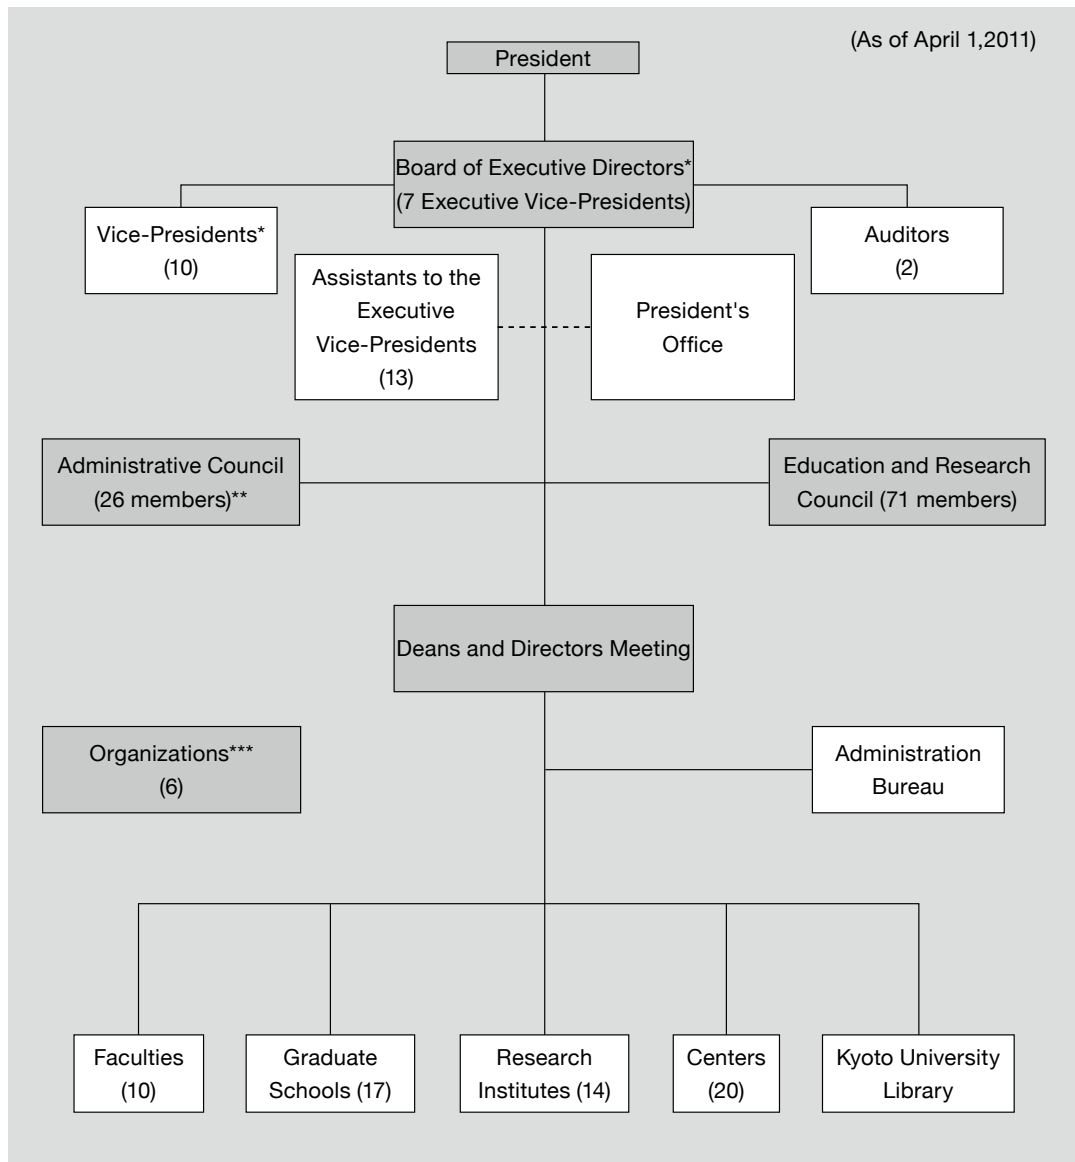 (As of April 1,2011)
President
Board of Executive Directors*
(7 Executive Vice-Presidents)
Vice-Presidents*
(10)
Auditors
(2)
Assistants to the
Executive
Vice-Presidents
(13)
President's
Office
Administrative Council
(26 members)**
Education and Research
Council (71 members)
Deans and Directors Meeting
Organizations***
(6)
Administration
Bureau
Faculties
(10)
Graduate
Schools (17)
Research
Institutes (14)
Centers
(20)
Kyoto University
Library